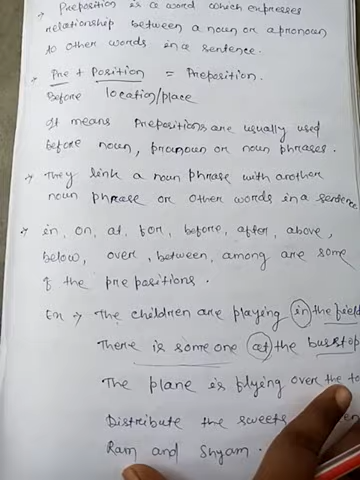 → Preposition is a word which expresses
relationship between a noun or a pronoun
to other words in a sentence.
→ Pre + Position = Preposition.
Before location/place
It means Prepositions are usually used
before noun, pronoun or noun phrases.
→ They link a noun phrase with another
noun phrase or other words in a sentence
→ in, on, at, for, before, after, above,
below, over, between, among are some
of the prepositions.
Ex → The children are playing in the field
There is some one at the bus stop
The plane is flying over the to
Distribute the sweets en
Ram and Shyam.